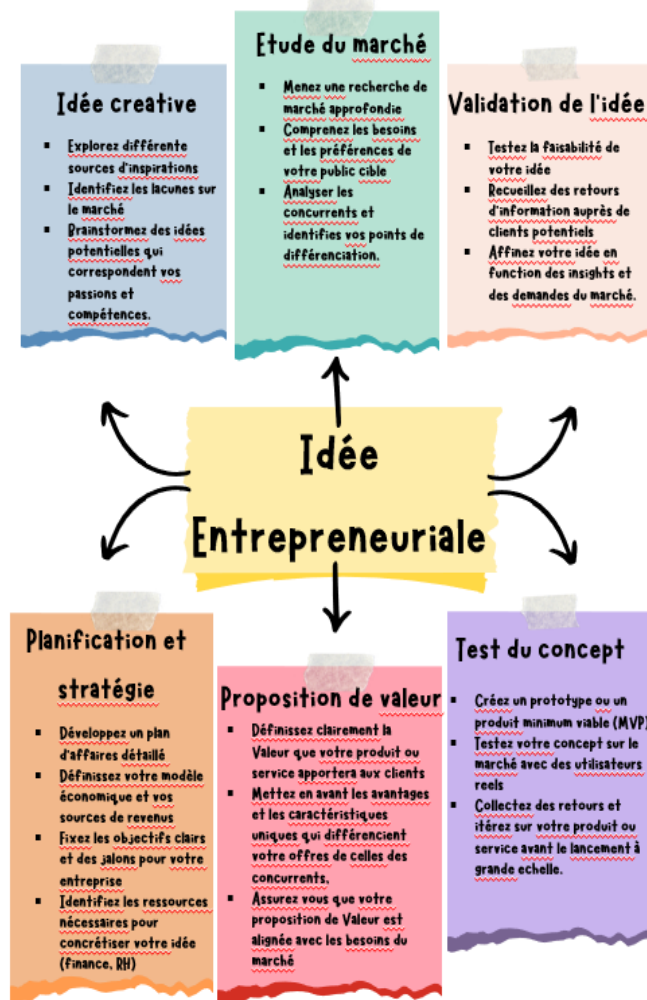 Idée creative
▪ Explorez différente
sources d'inspirations
▪ Identifiez les lacunes sur
le marché
▪ Brainstormez des idées
potentielles qui
correspondent vos
passions et
compétences.
Etude du marché
▪ Menez une recherche de
marché approfondie
▪ Comprenez les besoins
et les préférences de
votre public cible
▪ Analyser les
concurrents et
identifies vos points de
différenciation.
Validation de l'idée
▪ Testez la faisabilité de
votre idée
▪ Recueillez des retours
d'information auprès de
clients potentiels
▪ Affinez votre idée en
function des insights et
des demandes du marché.
Idée
Entrepreneuriale
Planification et
stratégie
▪ Développez un plan
d'affaires détaillé
▪ Définissez votre modèle
économique et vos
sources de revenus
▪ Fixez les objectifs clairs
et des jalons pour votre
entreprise
▪ Identifiez les ressources
nécessaires pour
concrétiser votre idée
(finance, RH)
Proposition de valeur
▪ Définissez clairement la
Valeur que votre produit ou
service apportera aux clients
▪ Mettez en avant les avantages
et les caractéristiques
uniques qui différencient
votre offres de celles des
concurrents,
▪ Assurez vous que votre
proposition de Valeur est
alignée avec les besoins du
marché
Test du concept
▪ Créez un prototype ou un
produit minimum viable (MVP)
▪ Testez votre concept sur le
marché avec des utilisateurs
reels
▪ Collectez des retours et
itérez sur votre produit ou
service avant le lancement à
grande echelle.